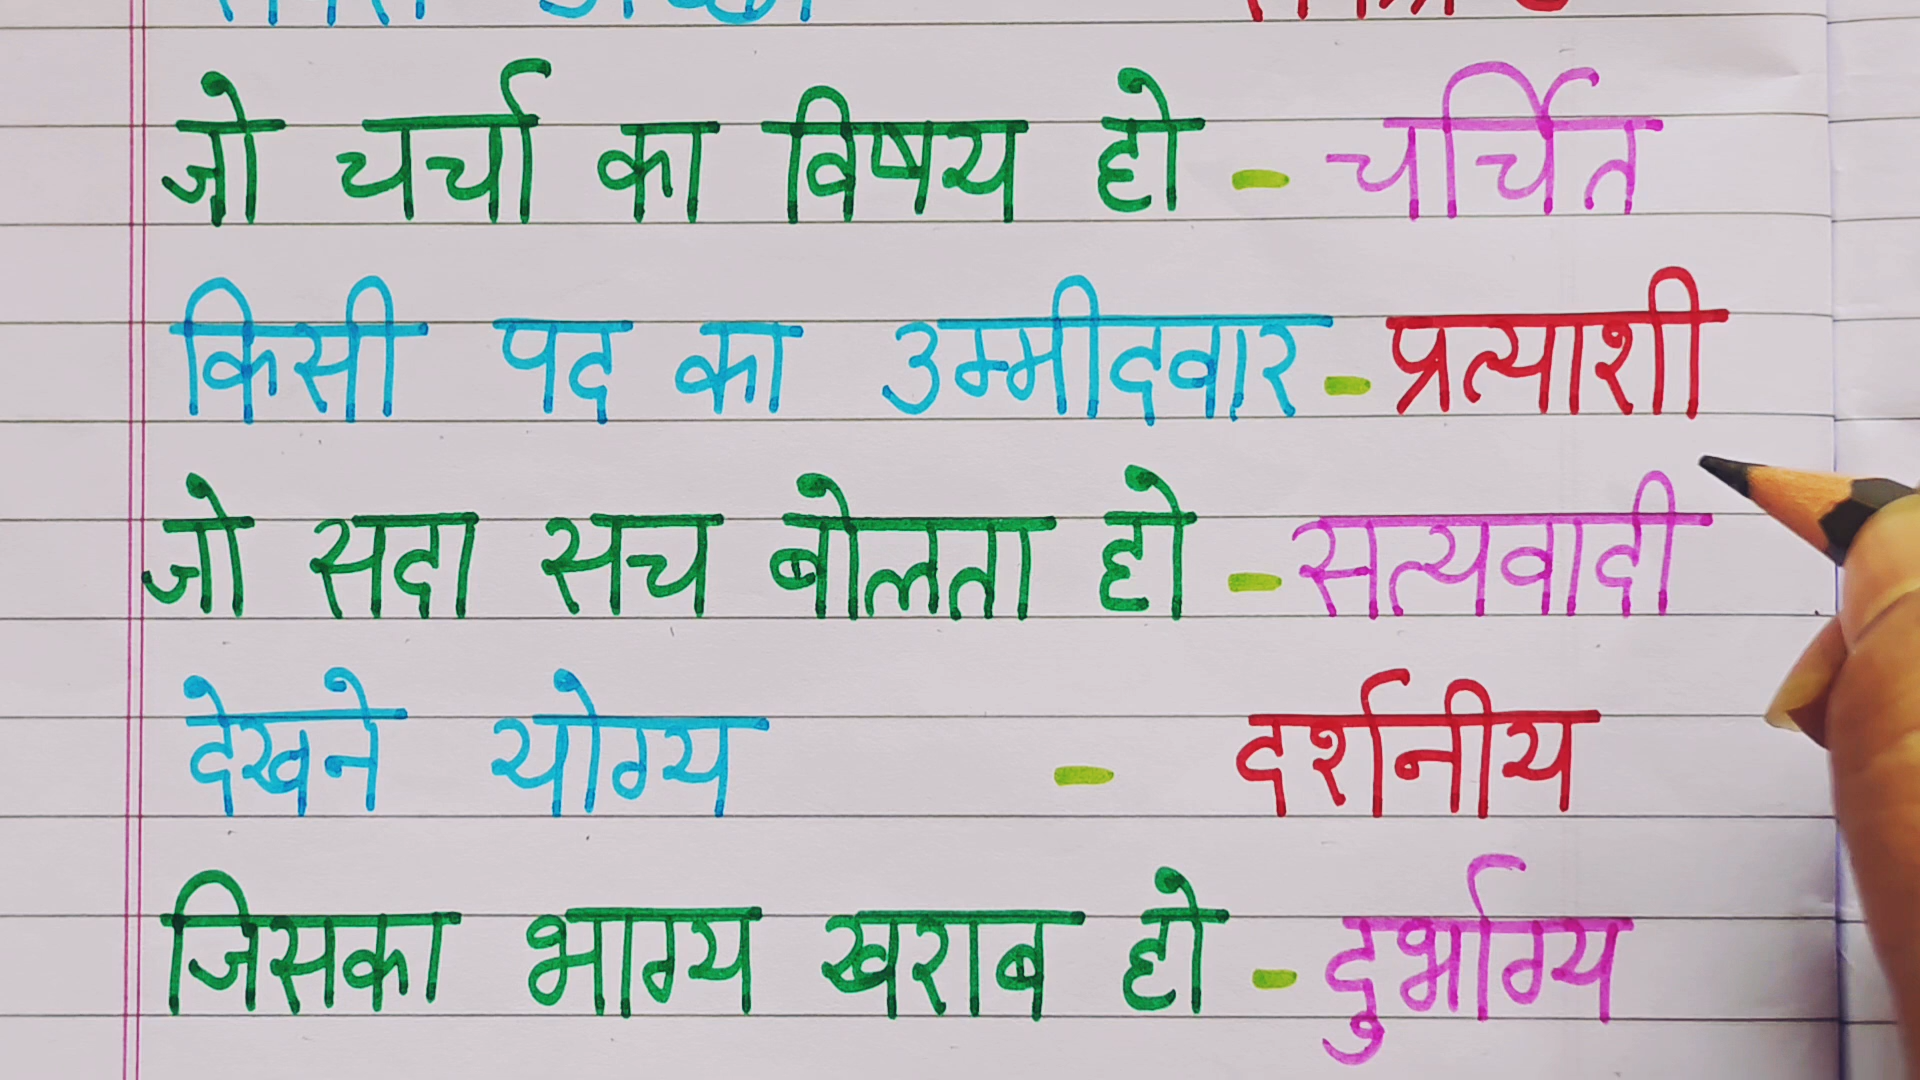 जो चर्चा का विषय हो - चर्चित
किसी पद का उम्मीदवार - प्रत्याशी
जो सदा सच बोलता हो - सत्यवादी
देखने योग्य - दर्शनीय
जिसका भाग्य खराब हो - दुर्भाग्य